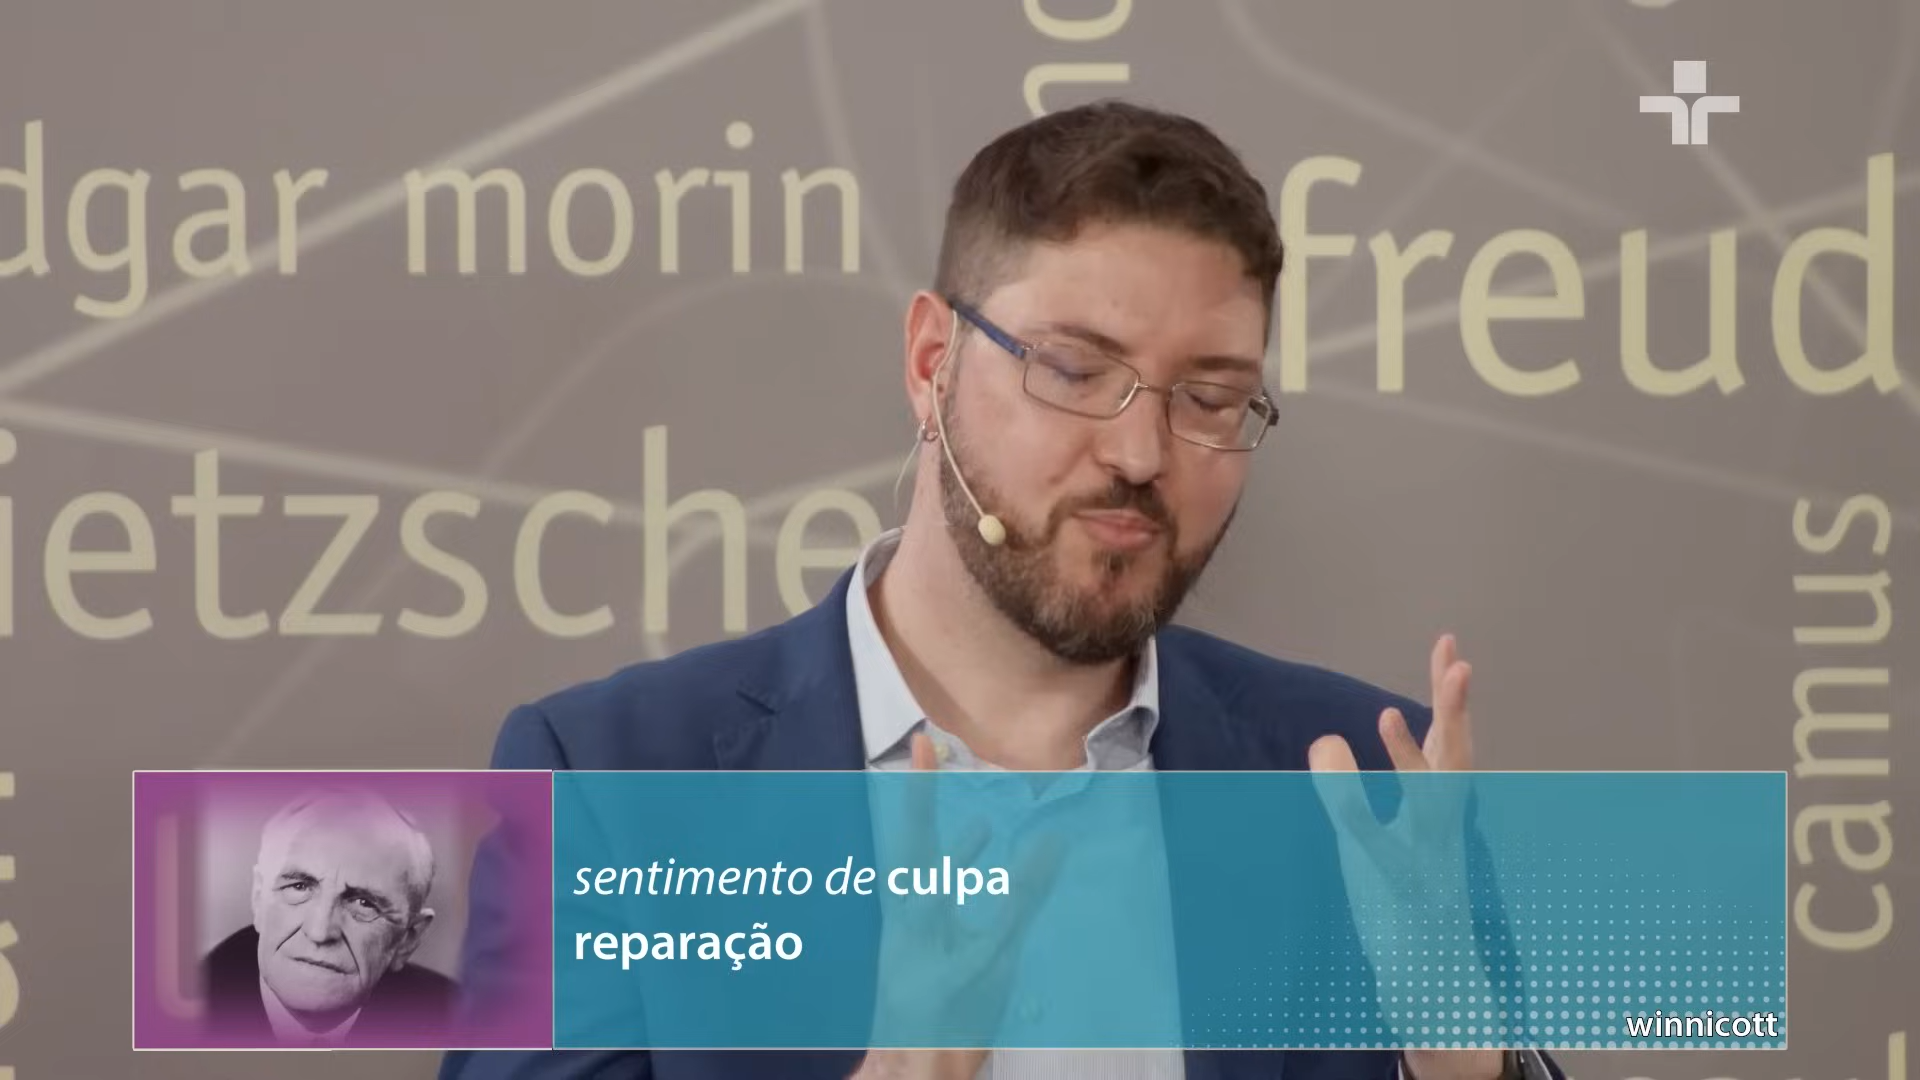 dgar morin
freud
ietzsche
camus
sentimento de culpa
reparação
winnicott